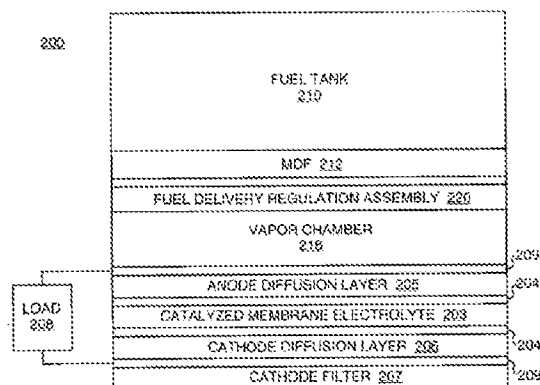 200
FUEL TANK
210
MDF 212
FUEL DELIVERY REGULATION ASSEMBLY 220
VAPOR CHAMBER
218
209
ANODE DIFFUSION LAYER 205
204
LOAD
208
CATALYZED MEMBRANE ELECTROLYTE 203
CATHODE DIFFUSION LAYER 206
204
209
CATHODE FILTER 207